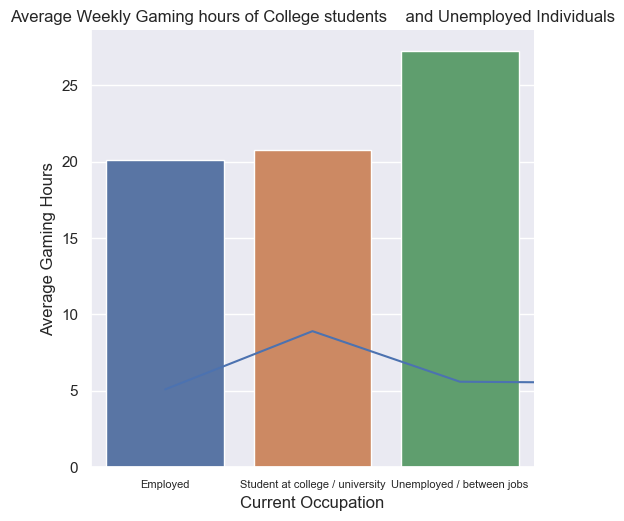 Average Weekly Gaming hours of College students    and Unemployed Individuals
25
20
15
10
5
0
Average Gaming Hours
Employed
Student at college / university
Unemployed / between jobs
Current Occupation